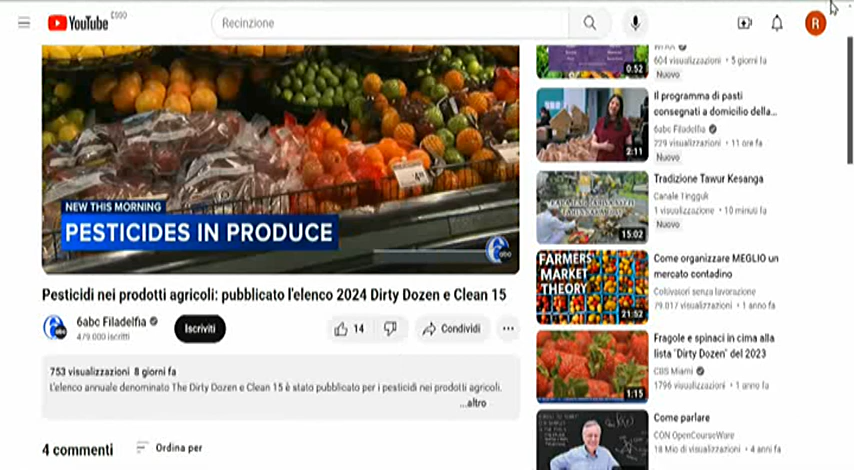 YouTube
Recinzione
R
NEW THIS MORNING
PESTICIDES IN PRODUCE
abc
Pesticidi nei prodotti agricoli: pubblicato l'elenco 2024 Dirty Dozen e Clean 15
6abc Filadelfia
479.000 iscritti
Iscriviti
14
Condividi
753 visualizzazioni 8 giorni fa
L'elenco annuale denominato The Dirty Dozen e Clean 15 è stato pubblicato per i pesticidi nei prodotti agricoli.
...altro
4 commenti
Ordina per
0:52
604 visualizzazioni • 5 giorni fa
Nuovo
2:11
Il programma di pasti
consegnati a domicilio della...
6abc Filadelfia
229 visualizzazioni • 11 ore fa
Nuovo
15:02
Tradizione Tawur Kesanga
Canale Tingguk
1 visualizzazione • 10 minuti fa
Nuovo
FARMERS
MARKET
THEORY
21:52
Come organizzare MEGLIO un
mercato contadino
Coltivatori senza lavorazione
79.017 visualizzazioni • 1 anno fa
1:15
Fragole e spinaci in cima alla
lista "Dirty Dozen" del 2023
CBS Miami
1796 visualizzazioni • 1 anno fa
Come parlare
CON OpenCourseWare
18 Mio di visualizzazioni • 4 anni fa